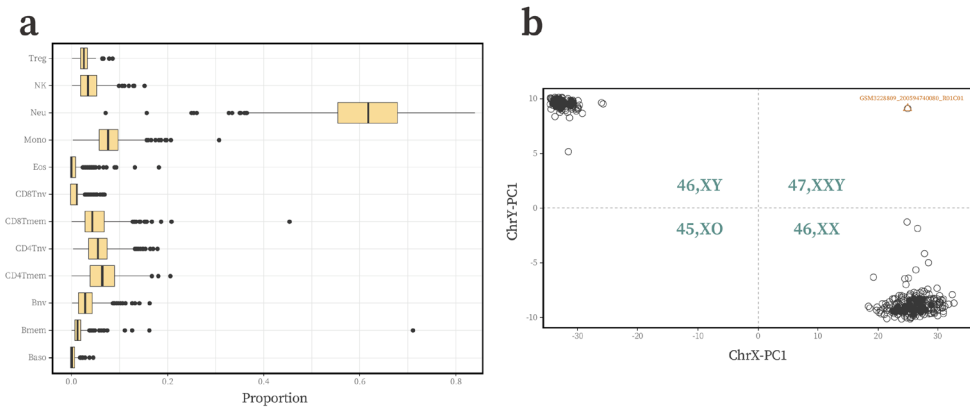 a
Treg
NK
Neu
Mono
Eos
CD8Tnv
CD8Tmem
CD4Tnv
CD4Tmem
Bnv
Bmem
Baso
0.0 0.2 0.4 0.6 0.8
Proportion
b
10
5
0
-5
-10
ChrY-PC1
46,XY
47,XXY
45,XO
46,XX
-30 -20 -10 0 10 20 30
ChrX-PC1